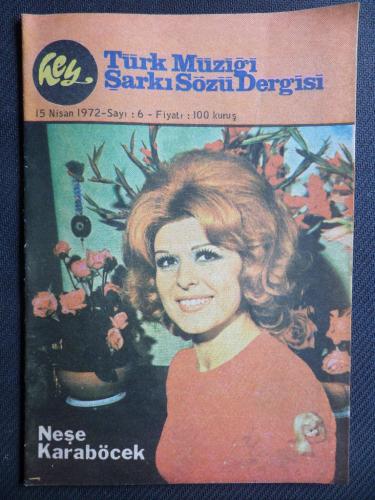 hey
Türk Müziği
Şarkı Sözü Dergisi
15 Nisan 1972-Sayı :6 - Fiyatı : 100 kuruş
Neşe
Karaböcek